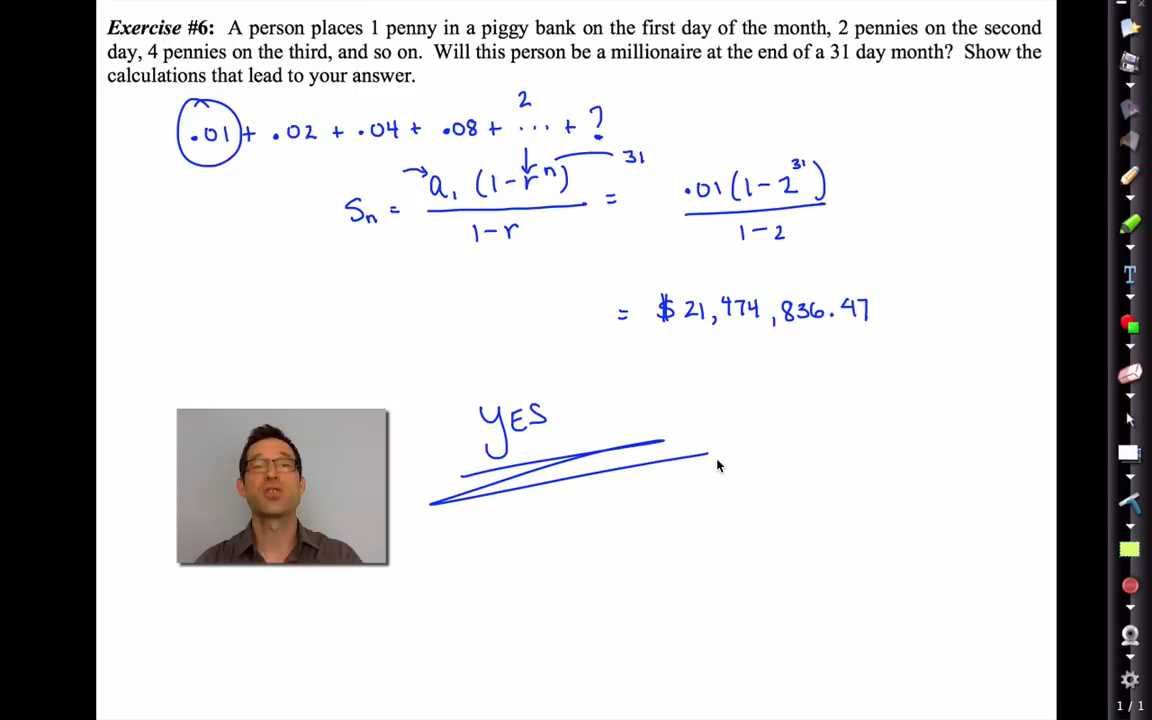 Exercise #6: A person places 1 penny in a piggy bank on the first day of the month, 2 pennies on the second
day, 4 pennies on the third, and so on. Will this person be a millionaire at the end of a 31 day month? Show the
calculations that lead to your answer.
2
.01 + .02 + .04 + .08 + ... + ?
31
Sₙ = a₁ (1-rⁿ) / 1-r = .01 (1-2³¹) / 1-2
= $21,474,836.47
YES
T
1 / 1